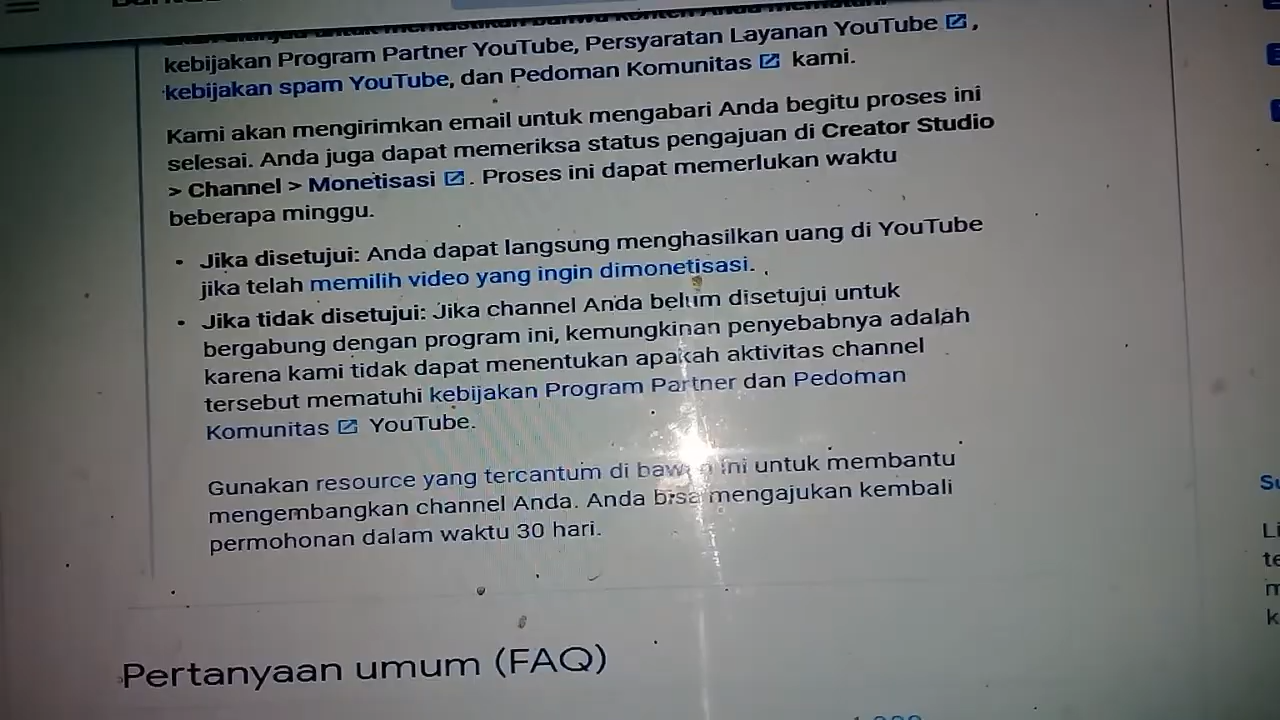 kebijakan Program Partner YouTube, Persyaratan Layanan YouTube ,
kebijakan spam YouTube, dan Pedoman Komunitas kami.
Kami akan mengirimkan email untuk mengabari Anda begitu proses ini
selesai. Anda juga dapat memeriksa status pengajuan di Creator Studio
> Channel > Monetisasi . Proses ini dapat memerlukan waktu
beberapa minggu.
• Jika disetujui: Anda dapat langsung menghasilkan uang di YouTube
jika telah memilih video yang ingin dimonetisasi.
• Jika tidak disetujui: Jika channel Anda belum disetujui untuk
bergabung dengan program ini, kemungkinan penyebabnya adalah
karena kami tidak dapat menentukan apakah aktivitas channel
tersebut mematuhi kebijakan Program Partner dan Pedoman
Komunitas YouTube.
Gunakan resource yang tercantum di bawah ini untuk membantu
mengembangkan channel Anda. Anda bisa mengajukan kembali
permohonan dalam waktu 30 hari.
Pertanyaan umum (FAQ)